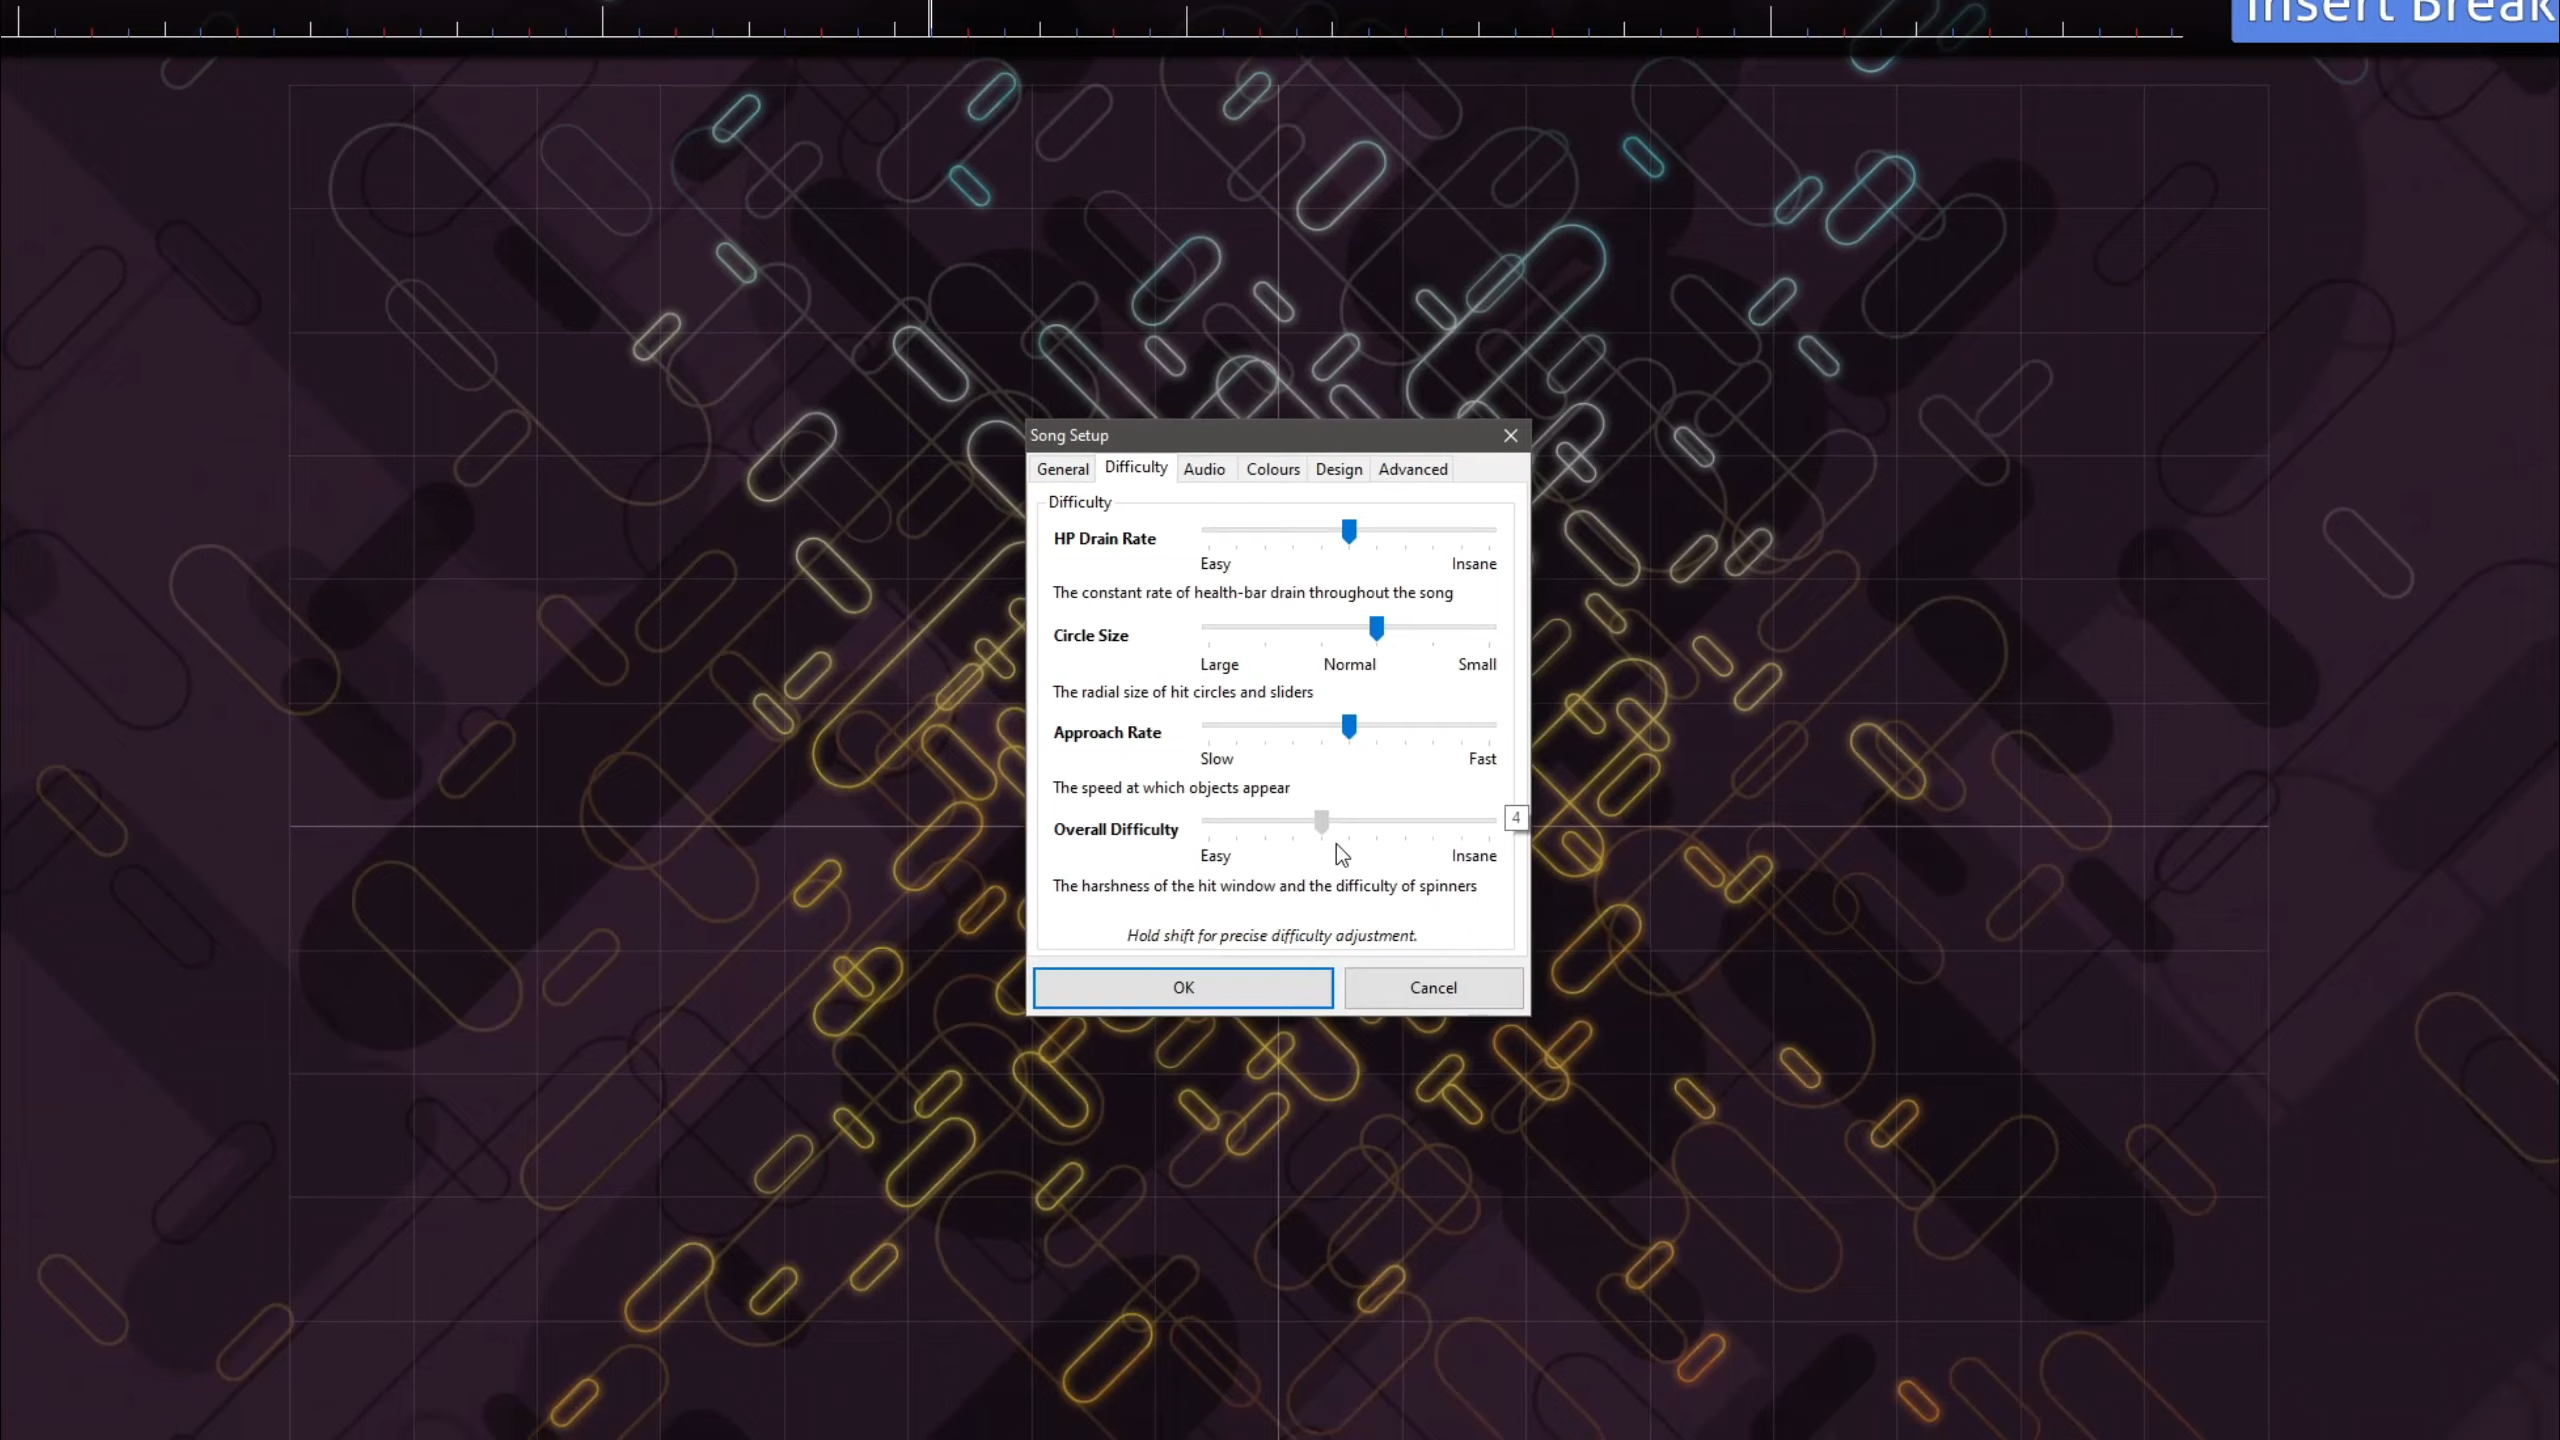 Insert Break
Song Setup
General Difficulty Audio Colours Design Advanced
Difficulty
HP Drain Rate
Easy Insane
The constant rate of health-bar drain throughout the song
Circle Size
Large Normal Small
The radial size of hit circles and sliders
Approach Rate
Slow Fast
The speed at which objects appear
4
Overall Difficulty
Easy Insane
The harshness of the hit window and the difficulty of spinners
Hold shift for precise difficulty adjustment.
OK Cancel